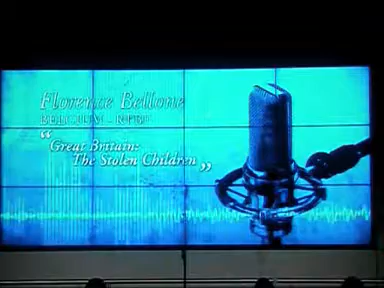 Florence Bellone
BELGIUM - RTBF
“ Great Britain:
The Stolen Children ”